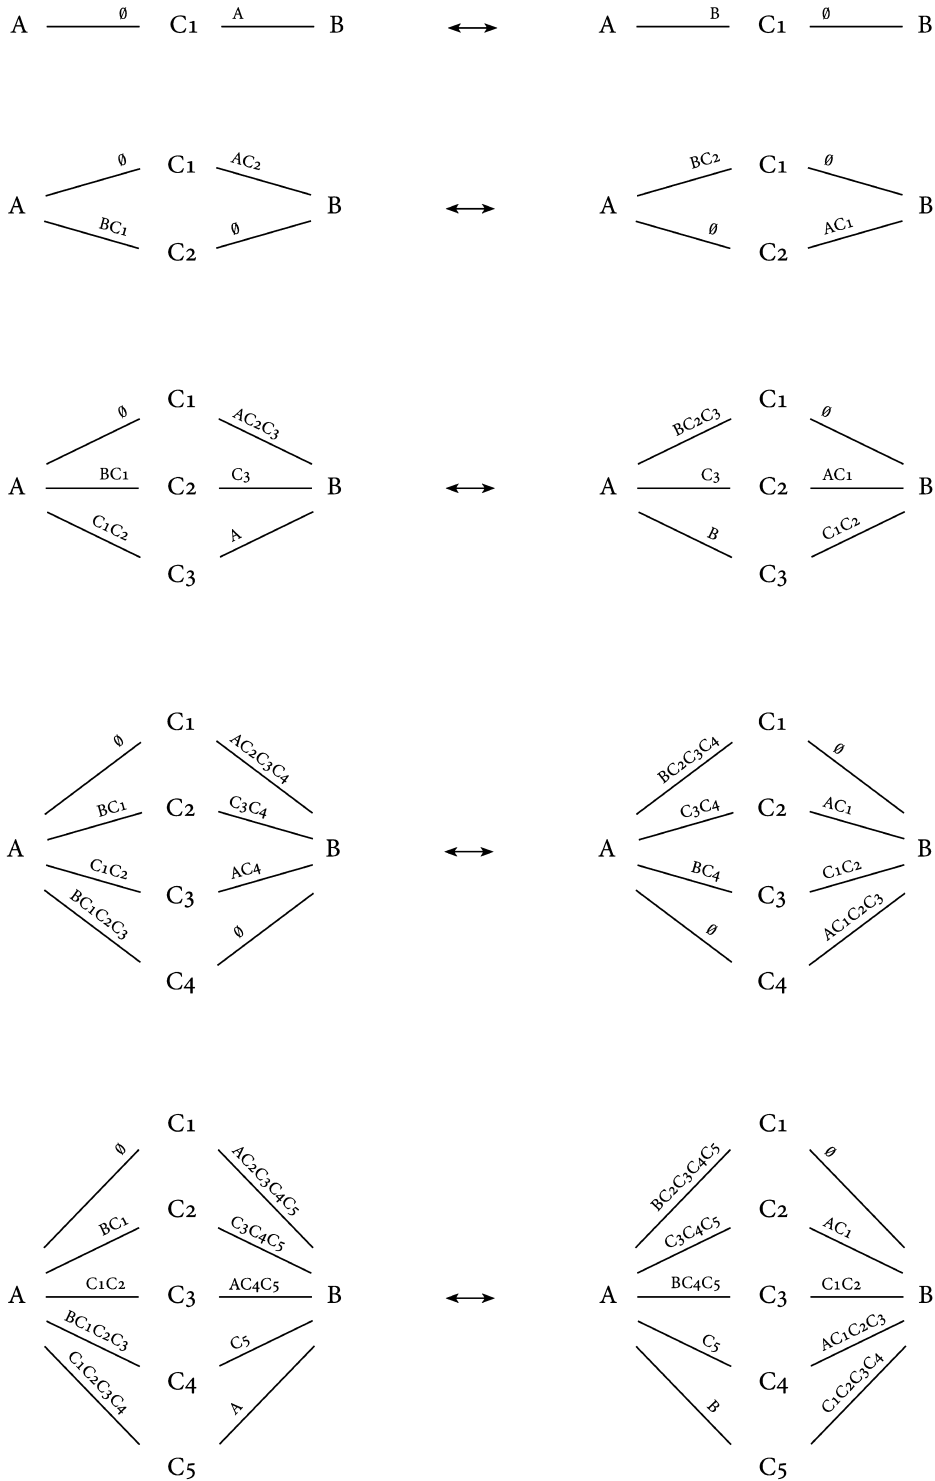 A ∅ C1 A B ↔ A B C1 ∅ B
∅ C1 AC2 BC2 C1 ∅
A B ↔ A B
BC1 C2 ∅ ∅ C2 AC1
C1 C1
∅ AC2C3 BC2C3 ∅
A BC1 C2 C3 B ↔ A C3 C2 AC1 B
C1C2 A B C1C2
C3 C3
C1 C1
∅ AC2C3C4 BC2C3C4 ∅
BC1 C2 C3C4 C3C4 C2 AC1
A B ↔ A B
C1C2 C3 AC4 BC4 C3 C1C2
BC1C2C3 ∅ ∅ AC1C2C3
C4 C4
C1 C1
∅ AC2C3C4C5 BC2C3C4C5 ∅
BC1 C2 C3C4C5 C3C4C5 C2 AC1
A C1C2 C3 AC4C5 B ↔ A BC4C5 C3 C1C2 B
BC1C2C3 C4 C5 C5 C4 AC1C2C3
C1C2C3C4 A B C1C2C3C4
C5 C5